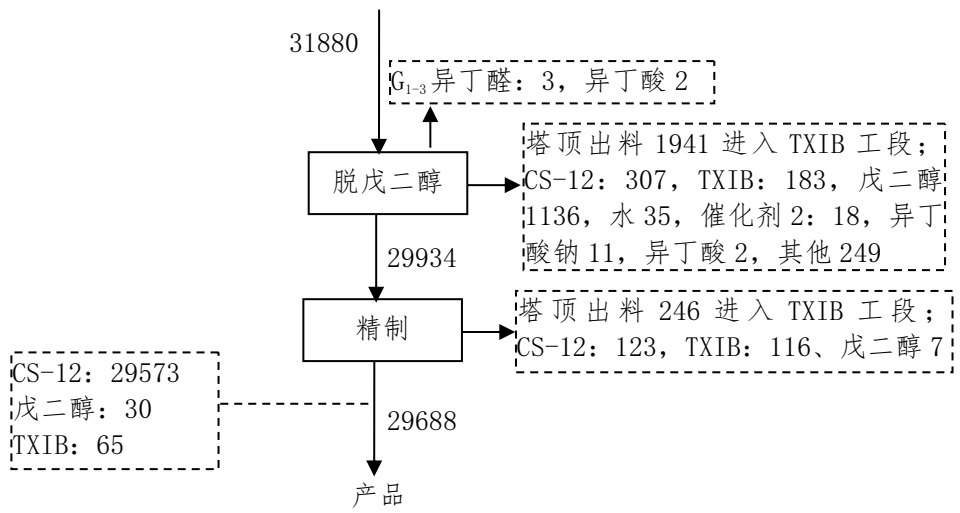 31880
G₁₋₃异丁醛：3，异丁酸 2
脱戊二醇
塔顶出料 1941 进入 TXIB 工段；
CS-12：307，TXIB：183，戊二醇
1136，水 35，催化剂 2：18，异丁
酸钠 11，异丁酸 2，其他 249
29934
精制
塔顶出料 246 进入 TXIB 工段；
CS-12：123，TXIB：116、戊二醇 7
CS-12：29573
戊二醇：30
TXIB：65
29688
产品